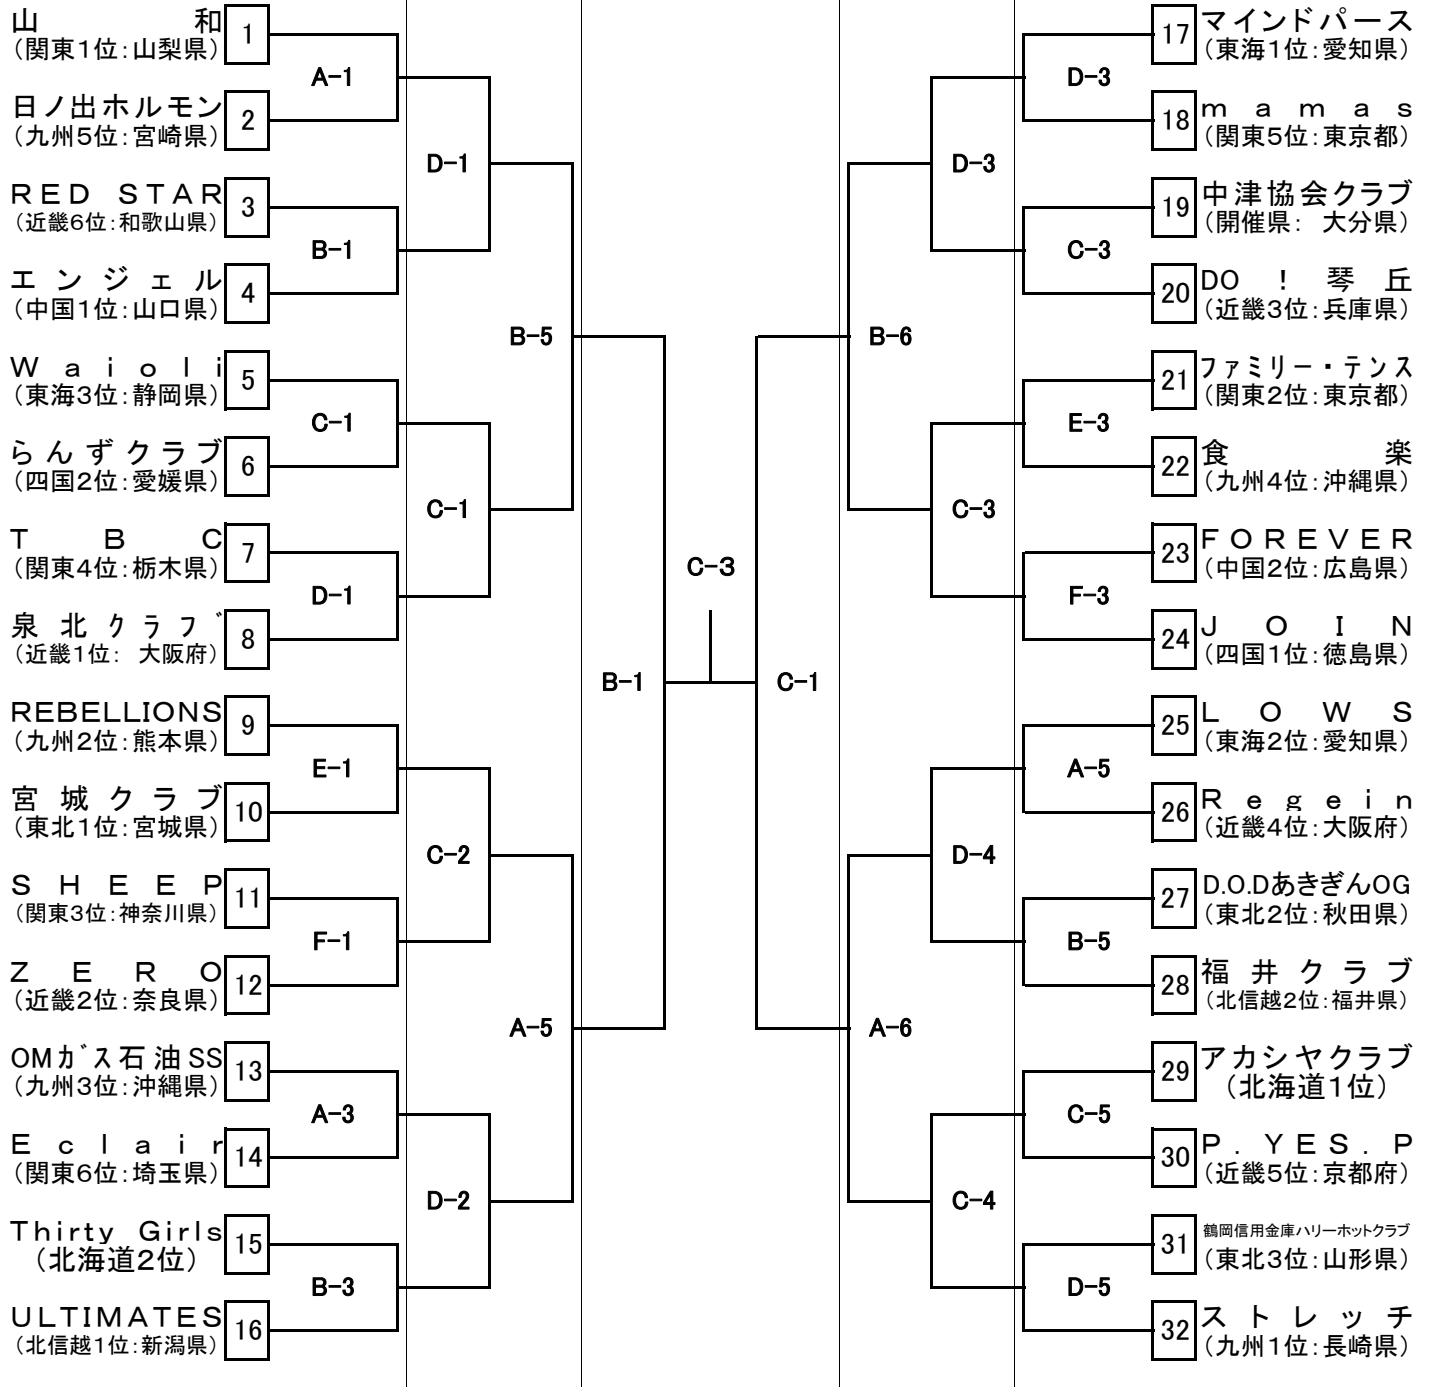 山和
（関東1位：山梨県）
1
A-1
日ノ出ホルモン
（九州5位：宮崎県）
2
D-1
RED STAR
（近畿6位：和歌山県）
3
B-1
エンジェル
（中国1位：山口県）
4
B-5
Waioli
（東海3位：静岡県）
5
C-1
らんずクラブ
（四国2位：愛媛県）
6
C-1
TBC
（関東4位：栃木県）
7
D-1
泉北クラブ
（近畿1位： 大阪府）
8
B-1
REBELLIONS
（九州2位：熊本県）
9
E-1
宮城クラブ
（東北1位：宮城県）
10
C-2
SHEEP
（関東3位：神奈川県）
11
F-1
ZERO
（近畿2位：奈良県）
12
A-5
OMガス石油SS
（九州3位：沖縄県）
13
A-3
Eclair
（関東6位：埼玉県）
14
D-2
Thirty Girls
（北海道2位）
15
B-3
ULTIMATES
（北信越1位：新潟県）
16
C-3
17
マインドパース
（東海1位：愛知県）
D-3
18
mamas
（関東5位：東京都）
D-3
19
中津協会クラブ
（開催県： 大分県）
C-3
20
DO！琴丘
（近畿3位：兵庫県）
B-6
21
ファミリー・テンス
（関東2位：東京都）
E-3
22
食楽
（九州4位：沖縄県）
C-3
23
FOREVER
（中国2位：広島県）
F-3
24
JOIN
（四国1位：徳島県）
C-1
25
LOWS
（東海2位：愛知県）
A-5
26
Regein
（近畿4位：大阪府）
D-4
27
D.O.DあきぎんOG
（東北2位：秋田県）
B-5
28
福井クラブ
（北信越2位：福井県）
A-6
29
アカシヤクラブ
（北海道1位）
C-5
30
P．YES．P
（近畿5位：京都府）
C-4
31
鶴岡信用金庫ハリーホットクラブ
（東北3位：山形県）
D-5
32
ストレッチ
（九州1位：長崎県）